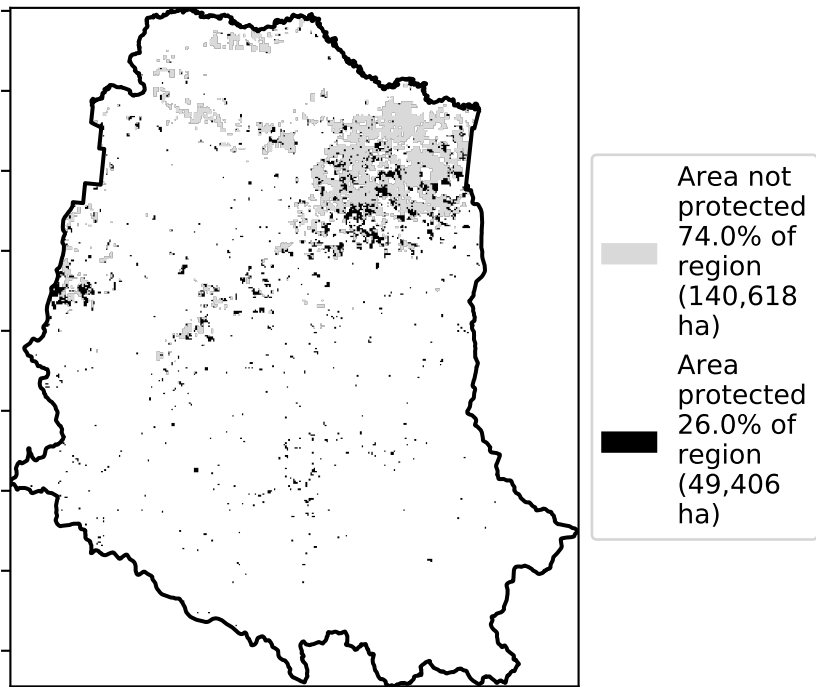 Area not
protected
74.0% of
region
(140,618
ha)
Area
protected
26.0% of
region
(49,406
ha)